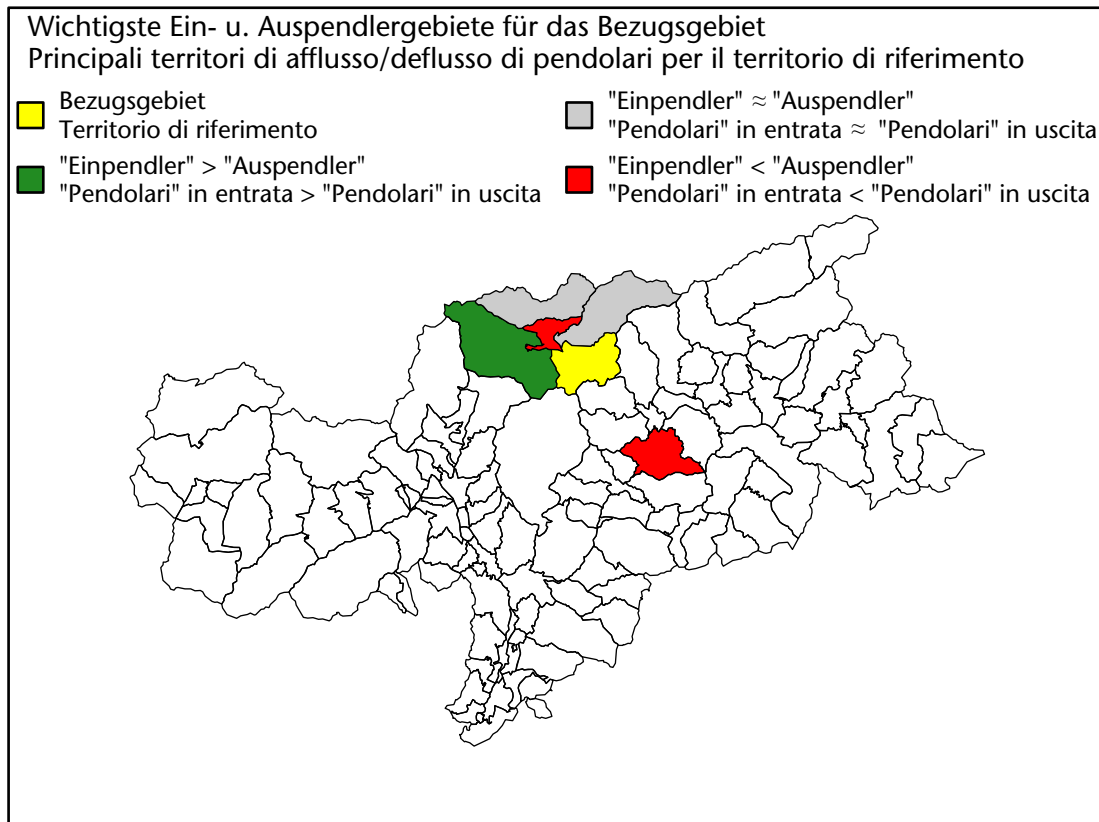 Wichtigste Ein- u. Auspendlergebiete für das Bezugsgebiet
Principali territori di afflusso/deflusso di pendolari per il territorio di riferimento
Bezugsgebiet
Territorio di riferimento
"Einpendler" > "Auspendler"
"Pendolari" in entrata > "Pendolari" in uscita
"Einpendler" ≈ "Auspendler"
"Pendolari" in entrata ≈ "Pendolari" in uscita
"Einpendler" < "Auspendler"
"Pendolari" in entrata < "Pendolari" in uscita